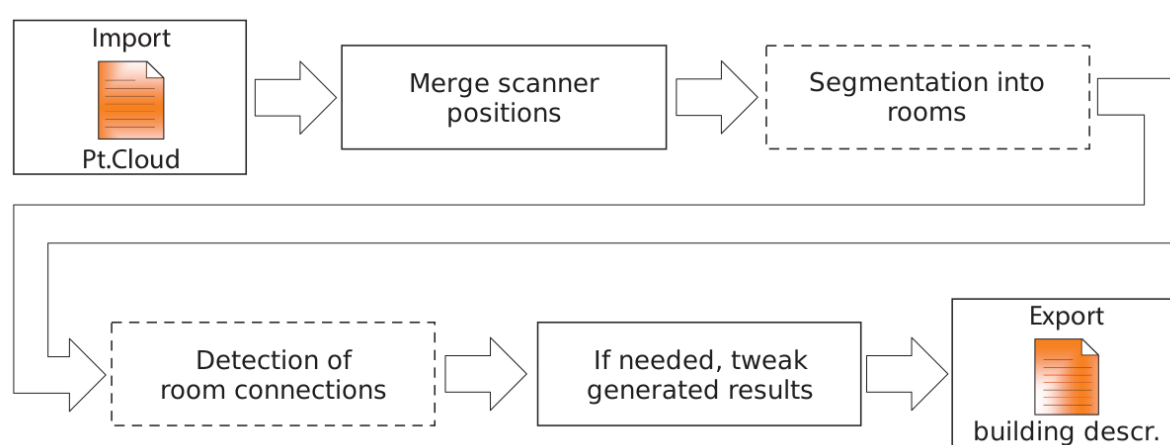 Import
Pt.Cloud
Merge scanner
positions
Segmentation into
rooms
Detection of
room connections
If needed, tweak
generated results
Export
building descr.